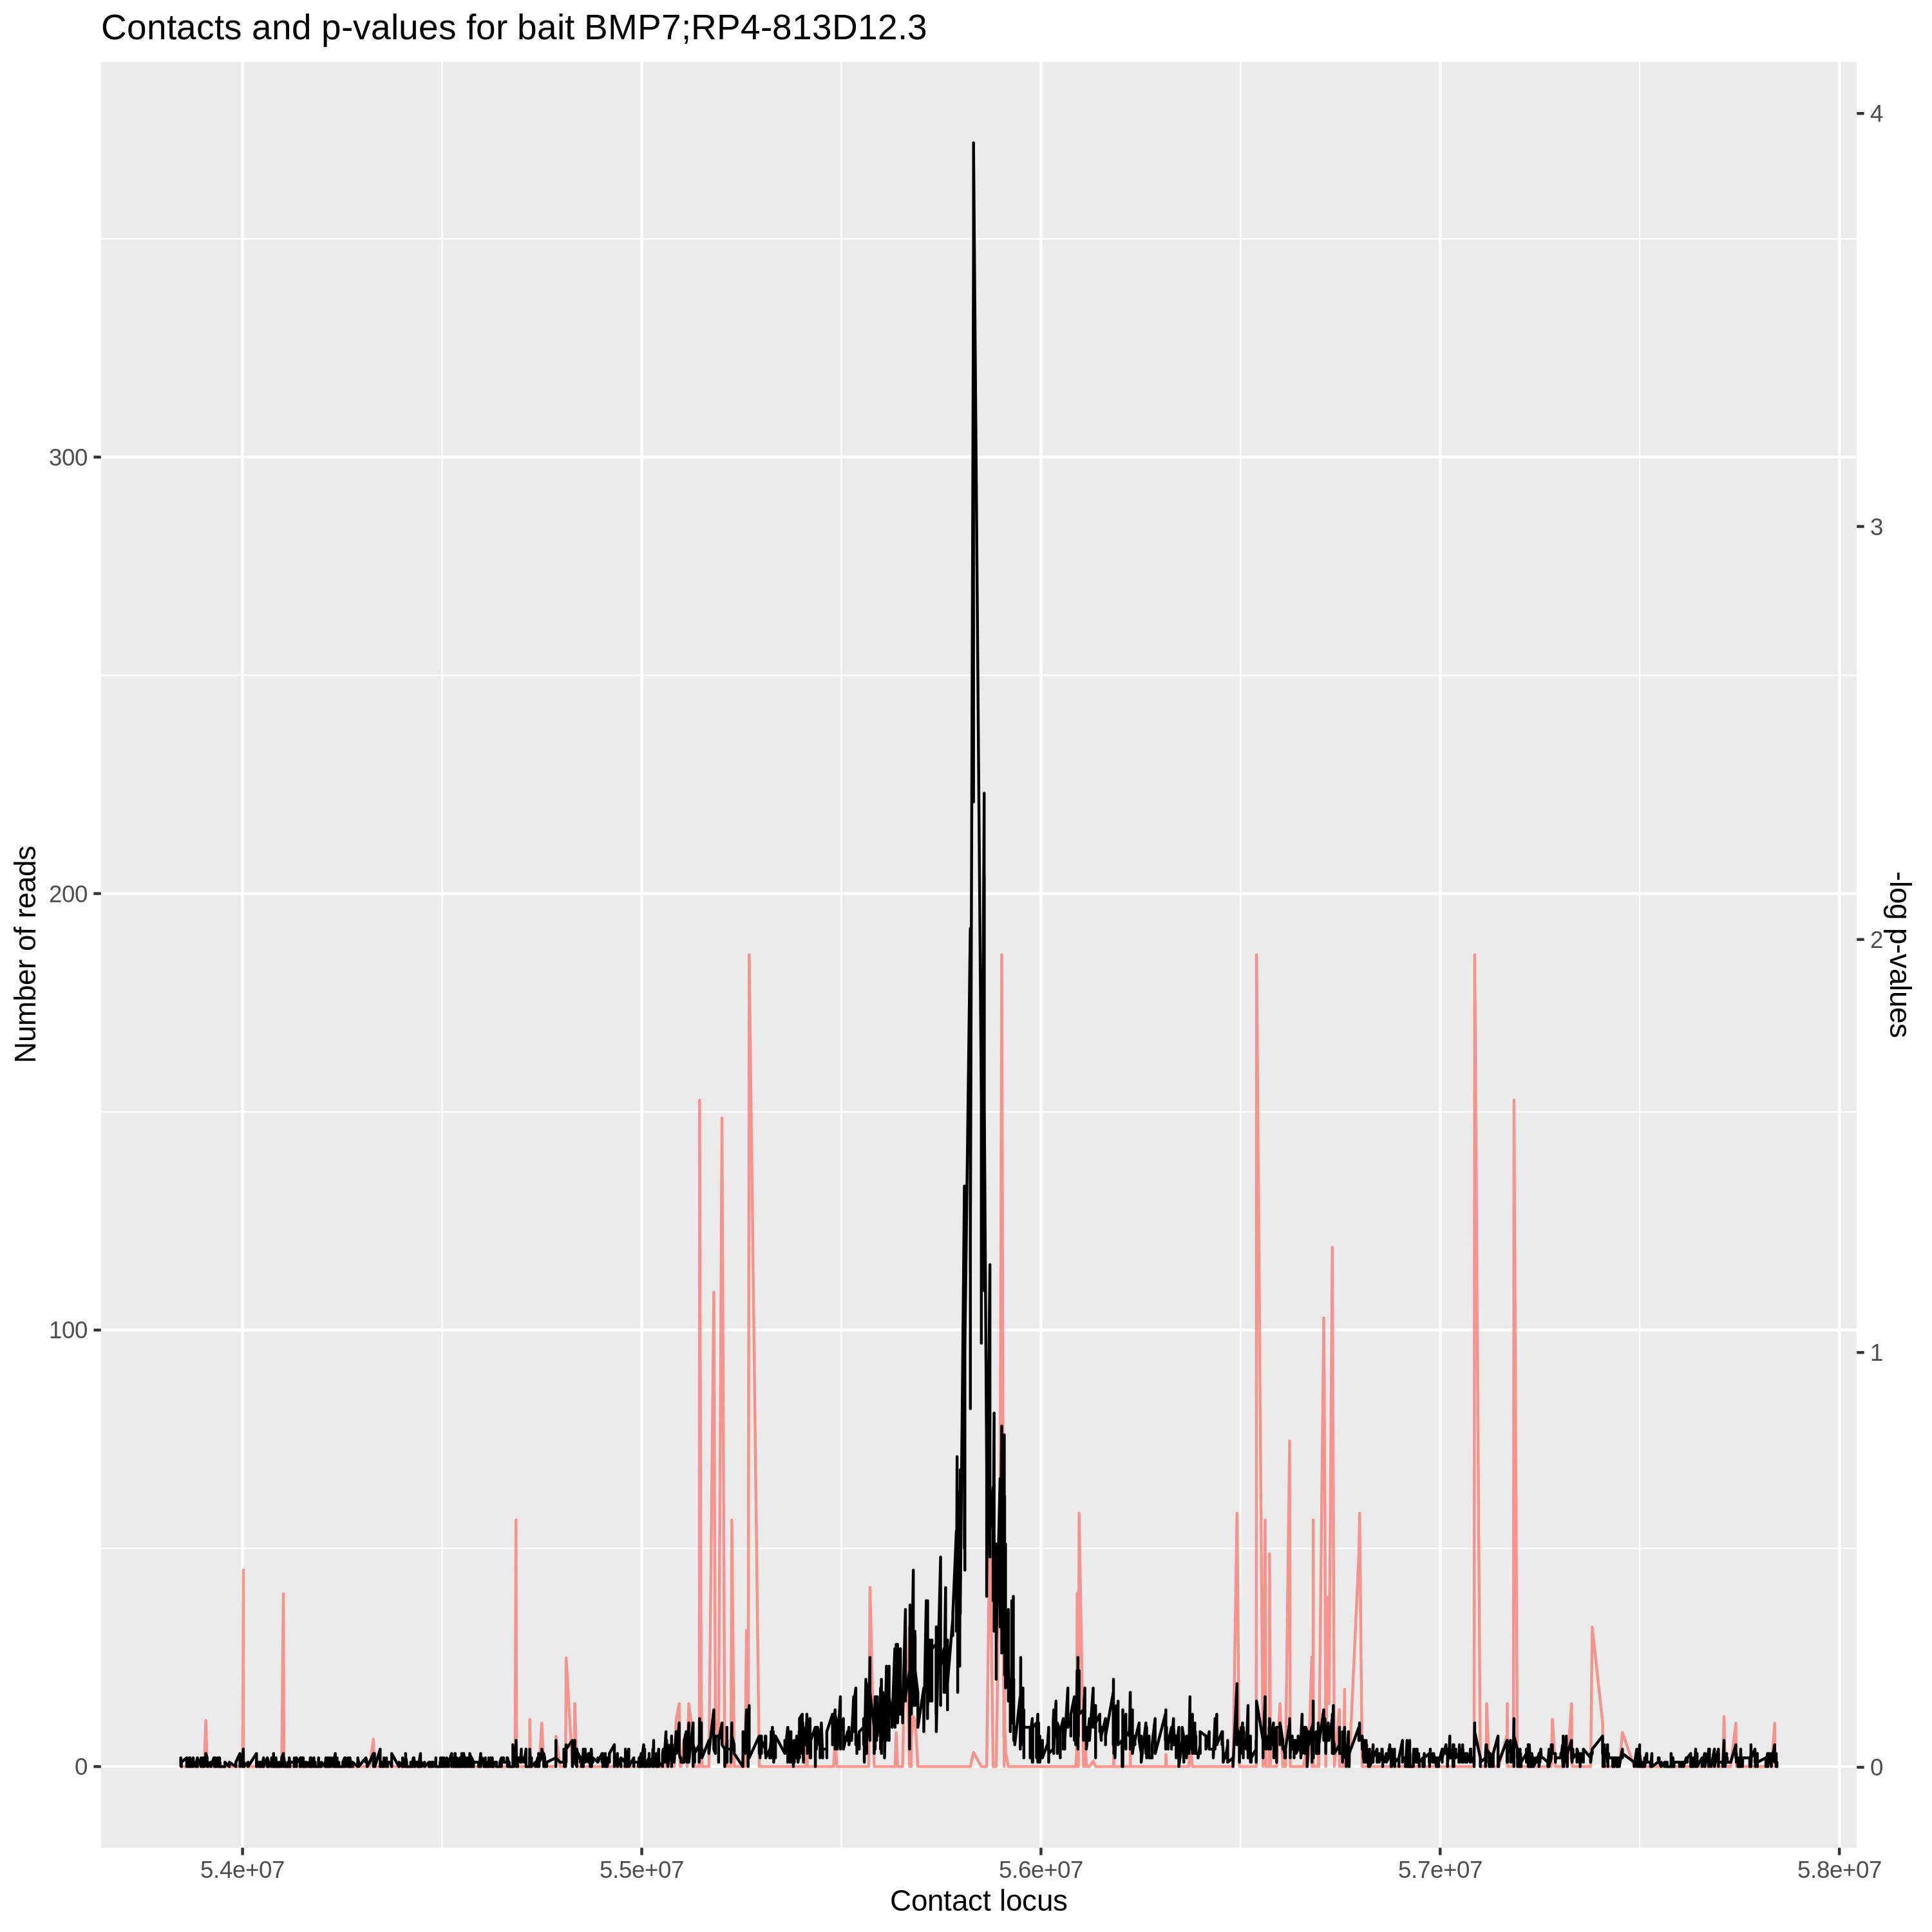 Contacts and p-values for bait BMP7;RP4-813D12.3
4
3
2
1
0
300
200
100
0
Number of reads
-log p-values
5.4e+07 5.5e+07 5.6e+07 5.7e+07 5.8e+07
Contact locus